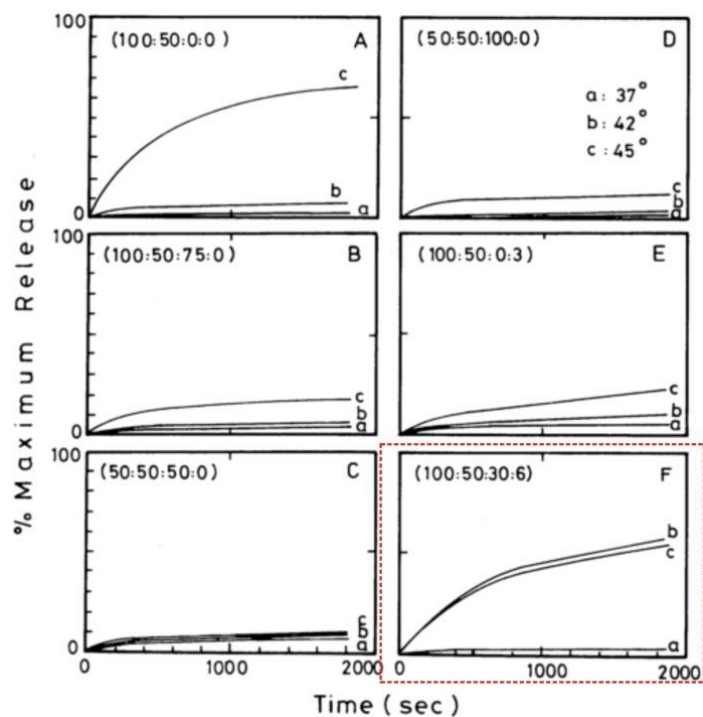 % Maximum Release
100
(100:50:0:0) A
c
b
a
0
(50:50:100:0) D
a: 37°
b: 42°
c: 45°
c
b
a
100
(100:50:75:0) B
c
b
a
0
(100:50:0:3) E
c
b
a
100
(50:50:50:0) C
c
b
a
0
0 1000 2000
(100:50:30:6) F
b
c
a
0 1000 2000
Time (sec)